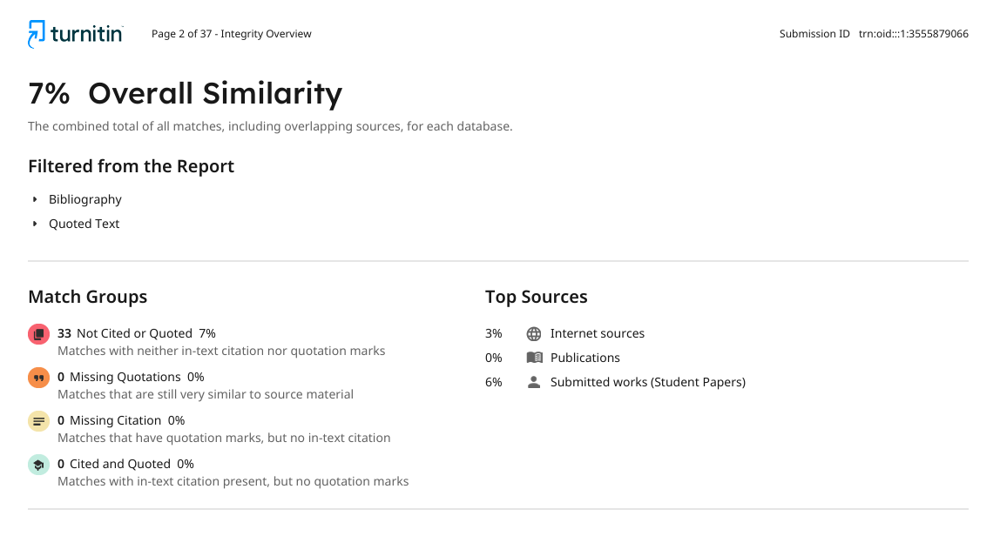 turnitin
Page 2 of 37 - Integrity Overview
Submission ID trn:oid:::1:3555879066
7% Overall Similarity
The combined total of all matches, including overlapping sources, for each database.
Filtered from the Report
Bibliography
Quoted Text
Match Groups
33 Not Cited or Quoted 7%
Matches with neither in-text citation nor quotation marks
0 Missing Quotations 0%
Matches that are still very similar to source material
0 Missing Citation 0%
Matches that have quotation marks, but no in-text citation
0 Cited and Quoted 0%
Matches with in-text citation present, but no quotation marks
Top Sources
3% Internet sources
0% Publications
6% Submitted works (Student Papers)